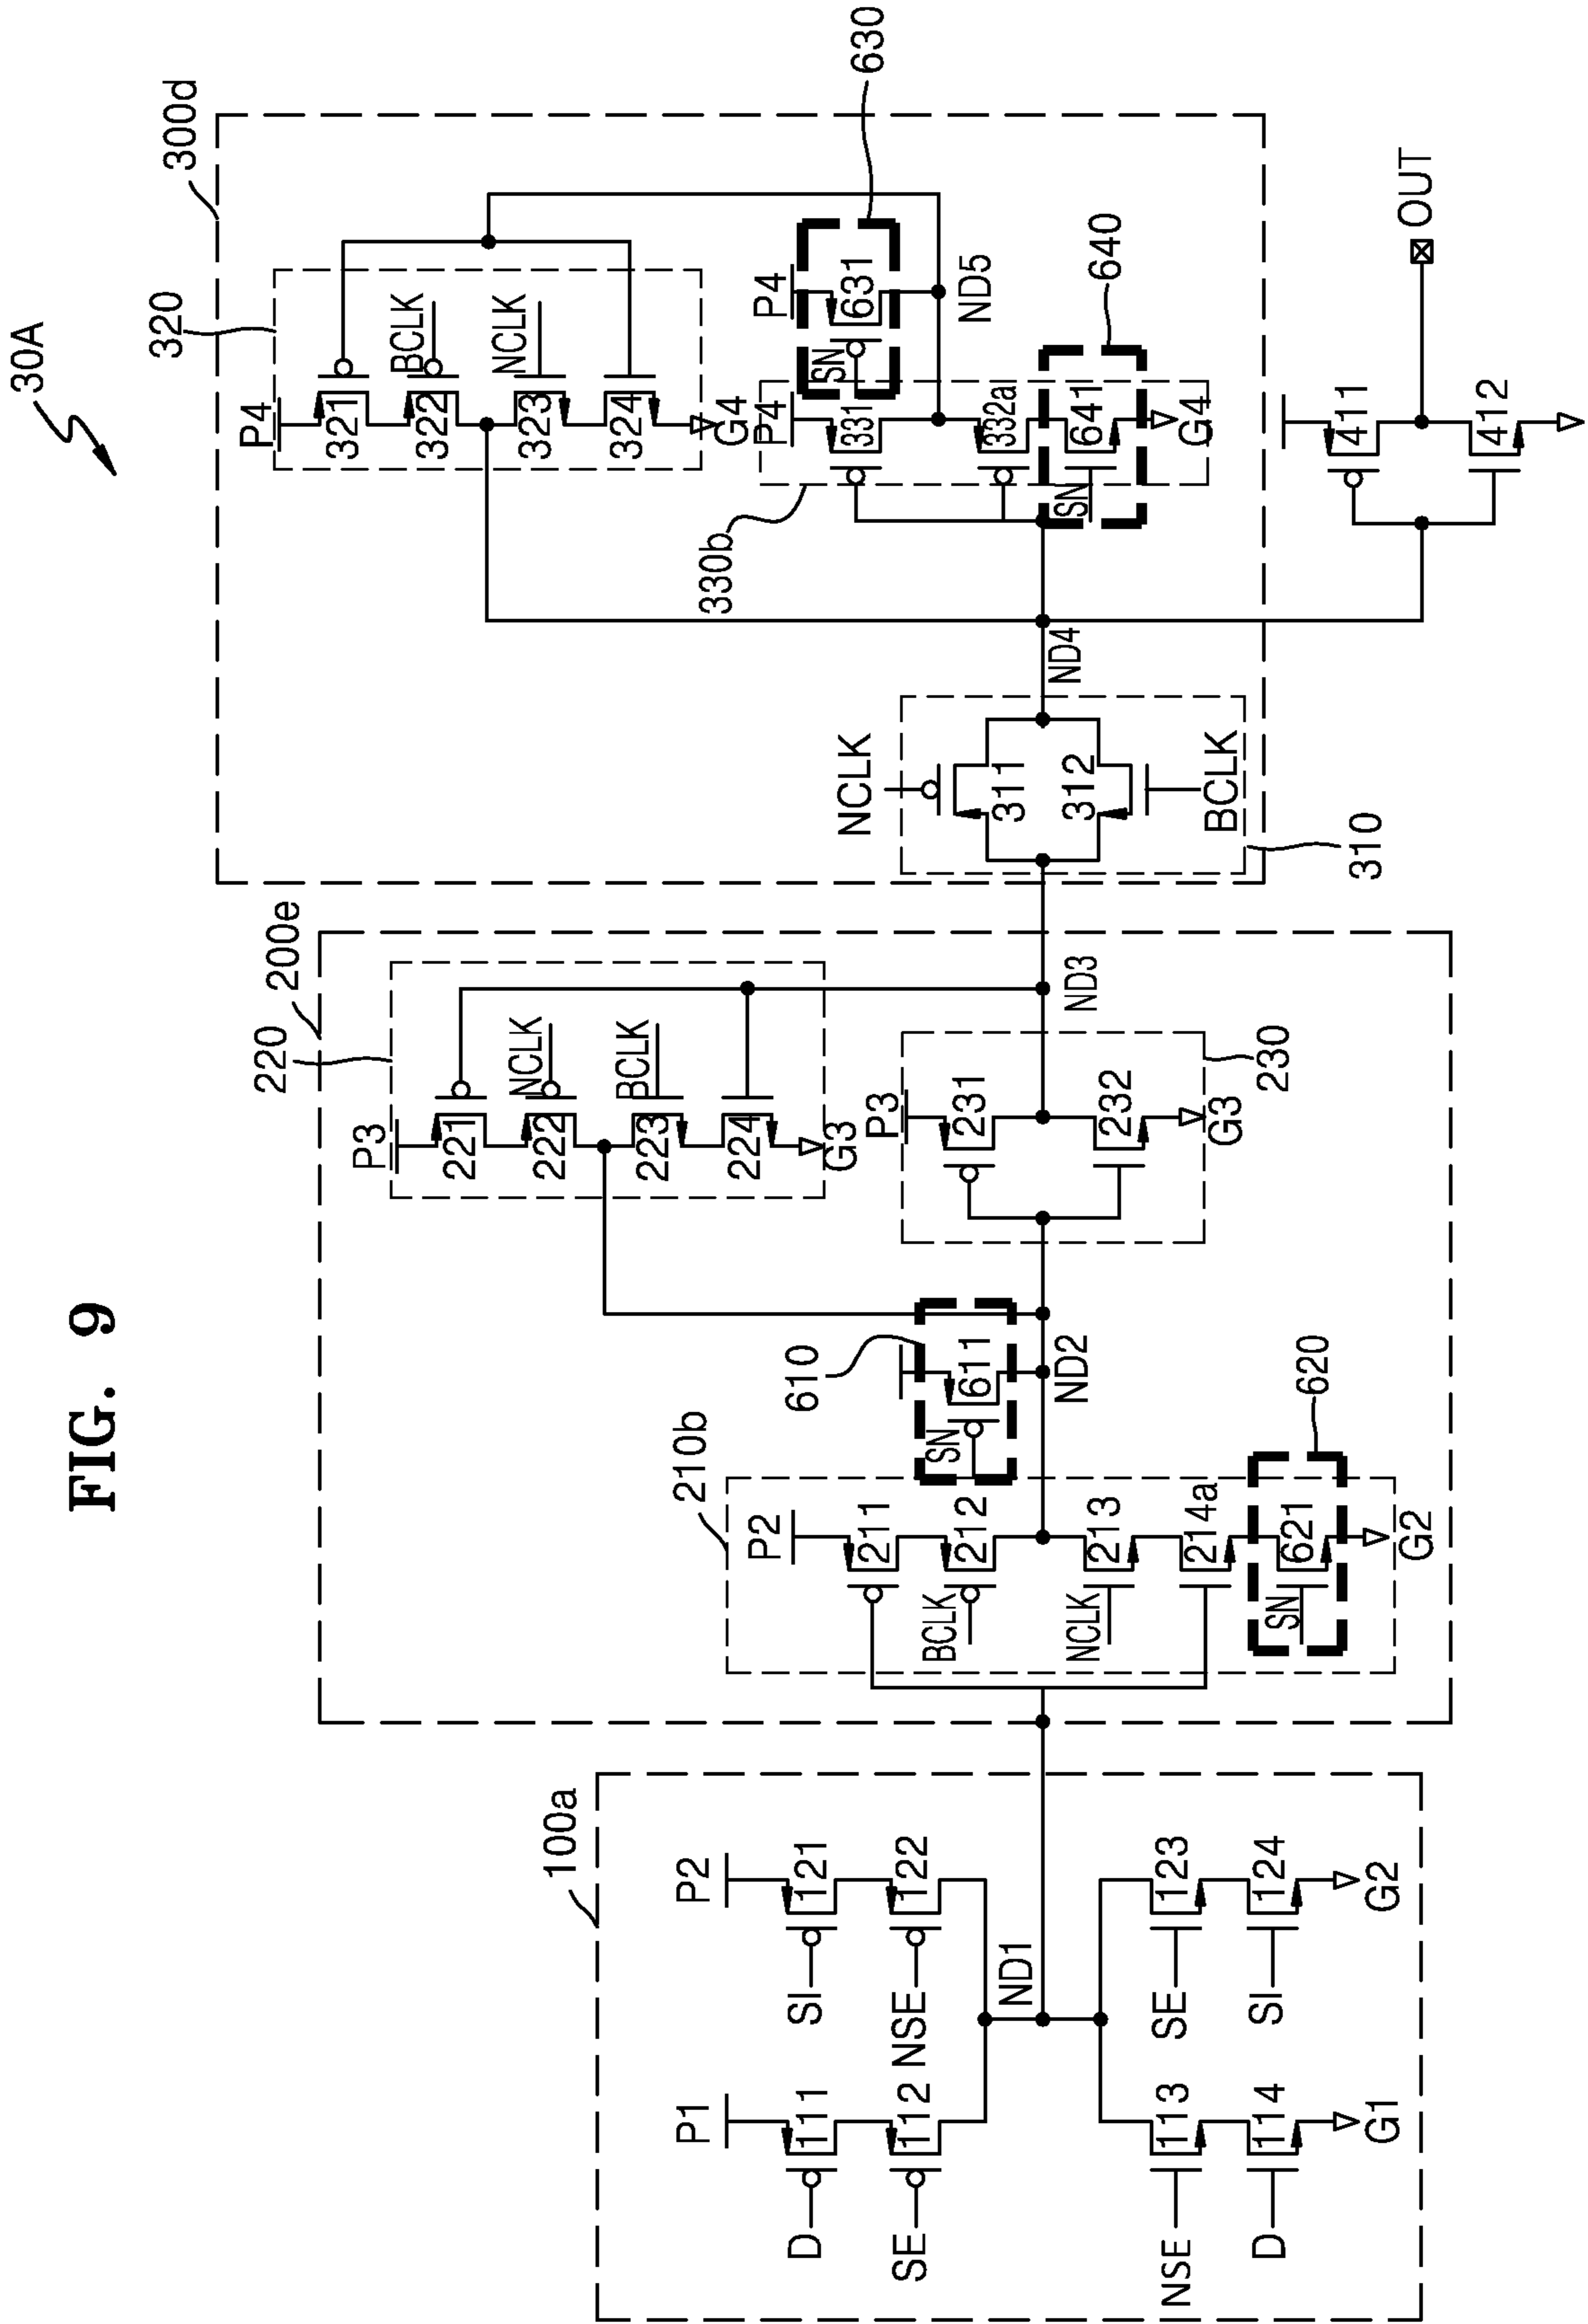 FIG. 9
30A
100a
P1
P2
D
111
SI
121
SE
112
NSE
122
ND1
NSE
113
SE
123
D
114
SI
124
G1
G2
200e
220
P3
221
NCLK
222
BCLK
223
224
G3
210b
P2
211
BCLK
212
NCLK
213
214a
SN
621
G2
620
610
SN
611
ND2
P3
231
232
G3
230
ND3
300d
320
P4
321
BCLK
322
NCLK
323
324
G4
330b
P4
331
332a
SN
641
G4
640
P4
SN
631
630
ND5
ND4
NCLK
311
312
BCLK
310
411
412
OUT